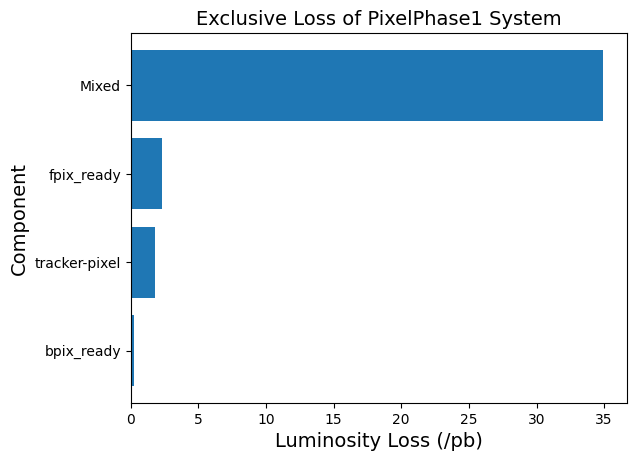 Exclusive Loss of PixelPhase1 System
Component
Mixed
fpix_ready
tracker-pixel
bpix_ready
0 5 10 15 20 25 30 35
Luminosity Loss (/pb)